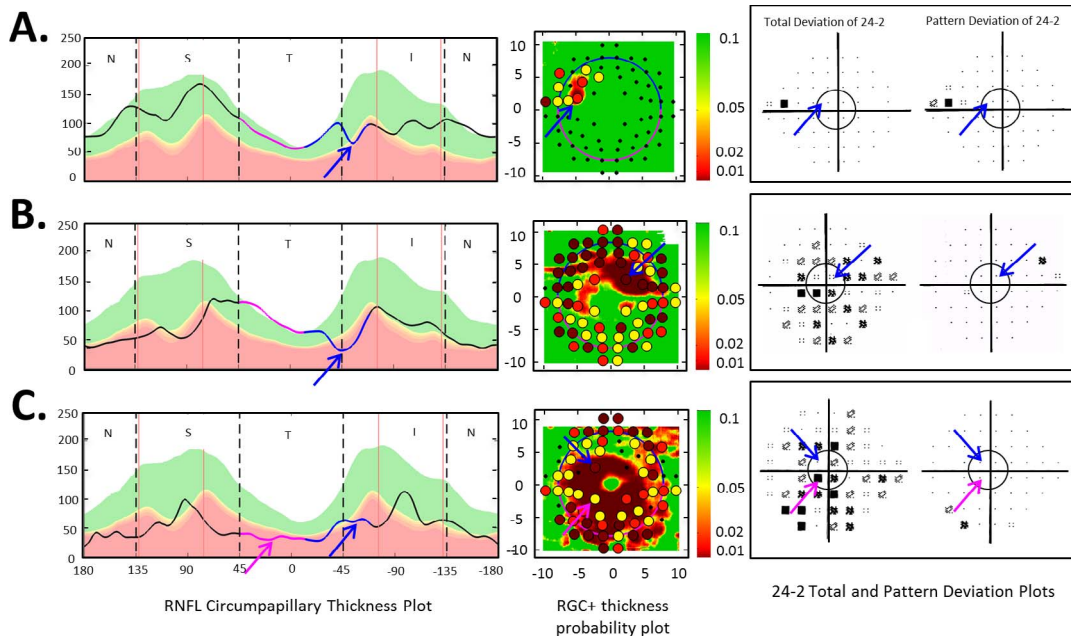 A.
250
200
150
100
50
0
N
S
T
I
N
10
5
0
-5
-10
0.1
0.05
0.02
0.01
Total Deviation of 24-2
Pattern Deviation of 24-2
B.
250
200
150
100
50
0
N
S
T
I
N
10
5
0
-5
-10
0.1
0.05
0.02
0.01
C.
250
200
150
100
50
0
N
S
T
I
N
180 135 90 45 0 -45 -90 -135 -180
10
5
0
-5
-10
-10 -5 0 5 10
0.1
0.05
0.02
0.01
RNFL Circumpapillary Thickness Plot
RGC+ thickness
probability plot
24-2 Total and Pattern Deviation Plots